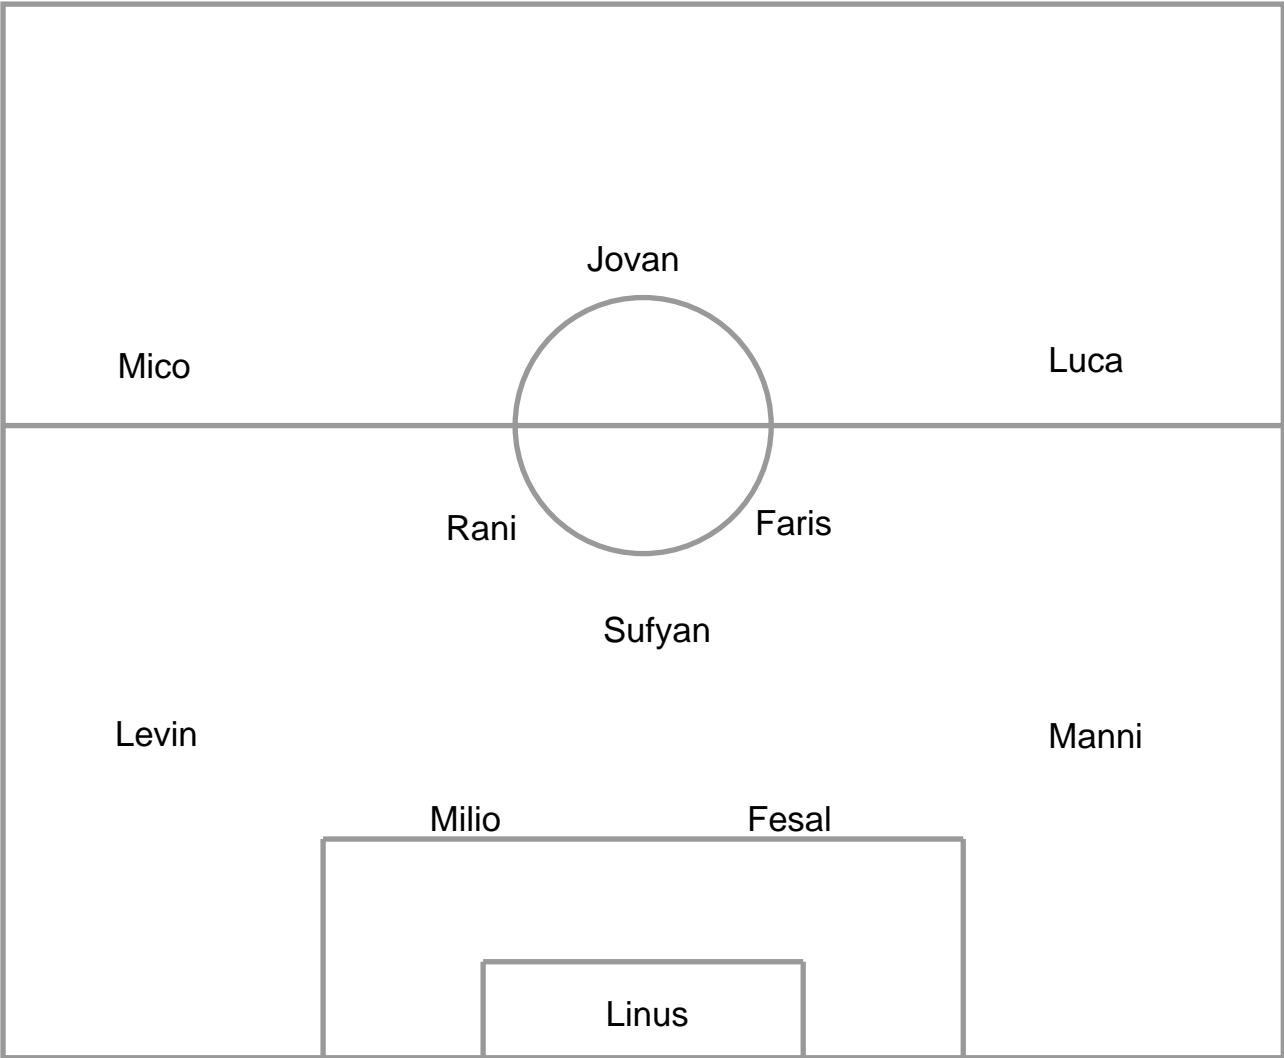 Jovan
Mico
Luca
Rani
Faris
Sufyan
Levin
Manni
Milio
Fesal
Linus